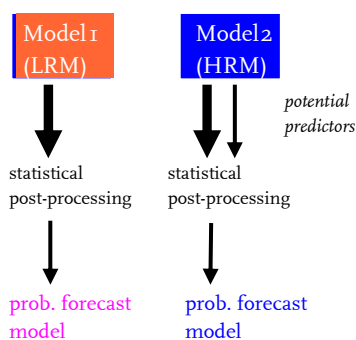 Model1
(LRM)
Model2
(HRM)
potential
predictors
statistical
post-processing
statistical
post-processing
prob. forecast
model
prob. forecast
model